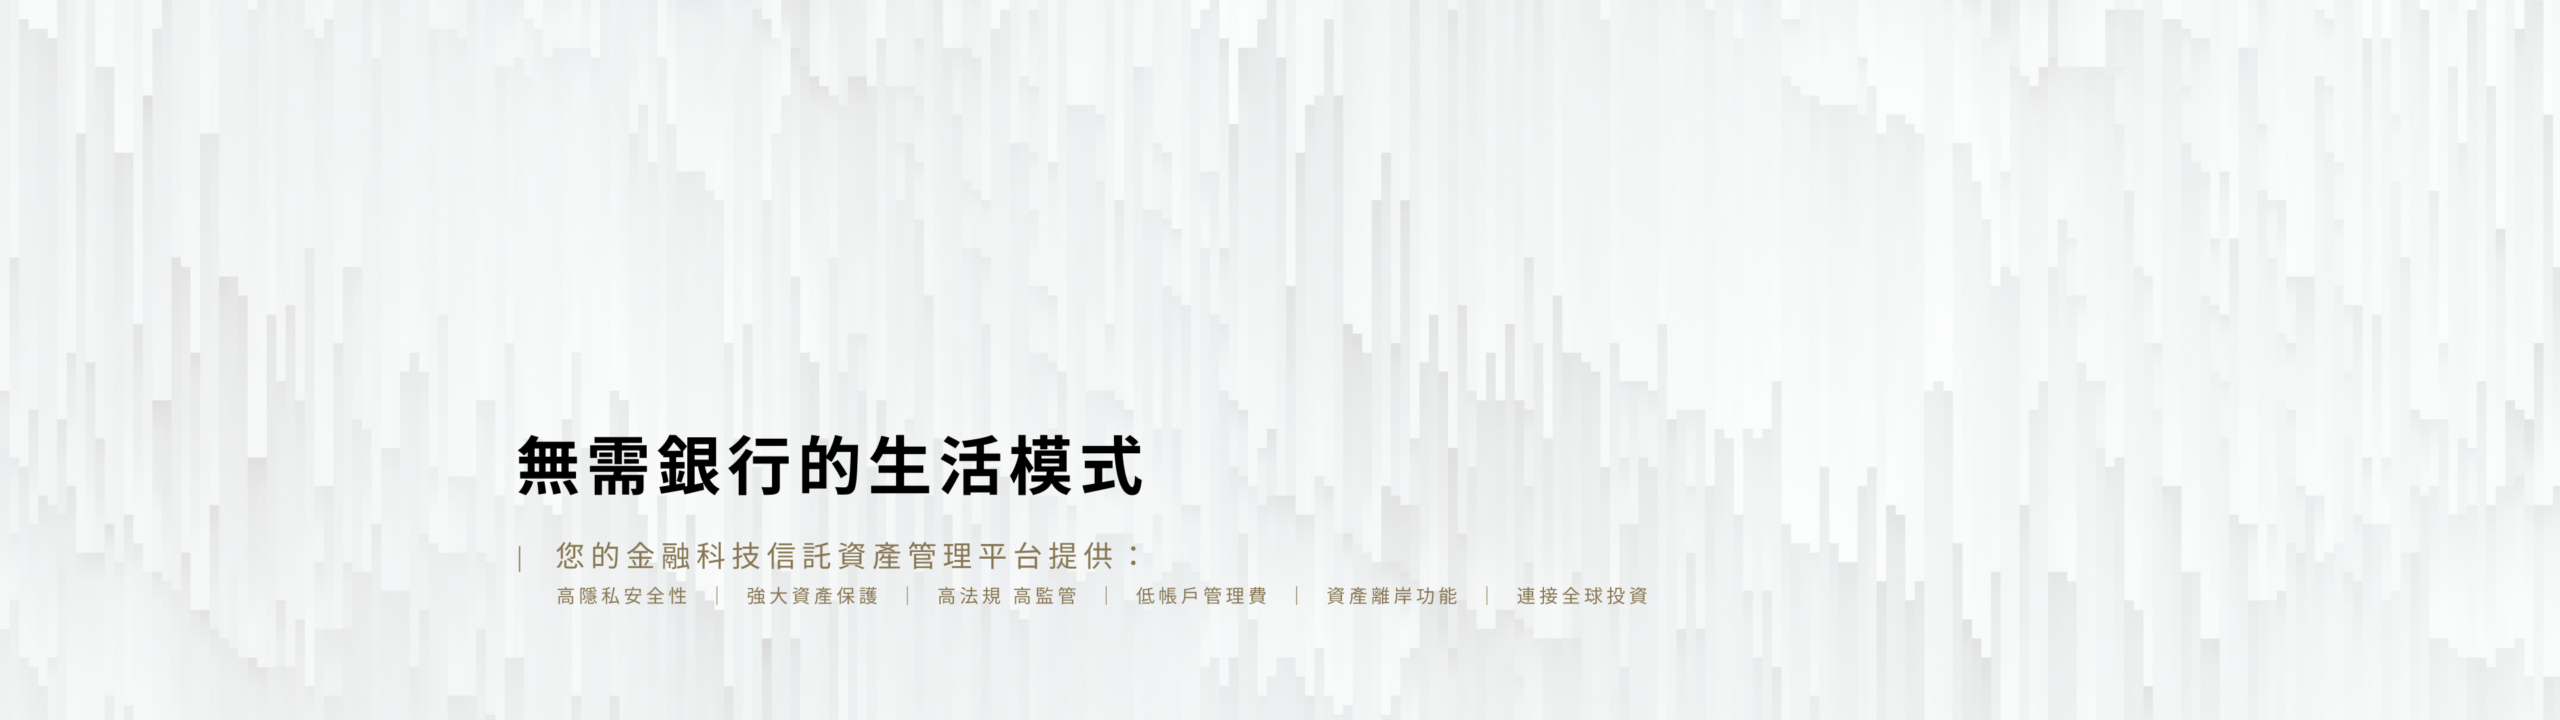 無需銀行的生活模式
| 您的金融科技信託資產管理平台提供：
高隱私安全性 | 強大資產保護 | 高法規 高監管 | 低帳戶管理費 | 資產離岸功能 | 連接全球投資